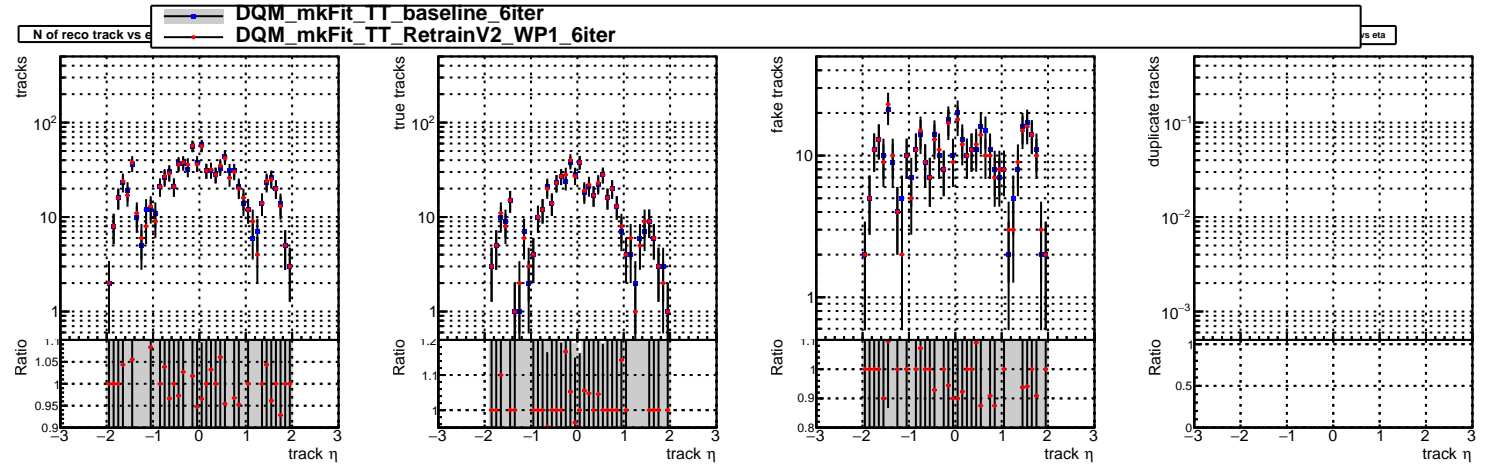 DQM_mkFit_TT_baseline_6iter
DQM_mkFit_TT_RetrainV2_WP1_6iter
N of reco track vs e
vs eta
tracks
10²
10
1
Ratio
1.1
1.05
1
0.95
0.9
−3 −2 −1 0 1 2 3
track η
true tracks
10²
10
1
Ratio
1.2
1.1
1
−3 −2 −1 0 1 2 3
track η
fake tracks
10
1
Ratio
1.1
1
0.9
0.8
−3 −2 −1 0 1 2 3
track η
duplicate tracks
10⁻¹
10⁻²
10⁻³
Ratio
1
0.5
0
−3 −2 −1 0 1 2 3
track η